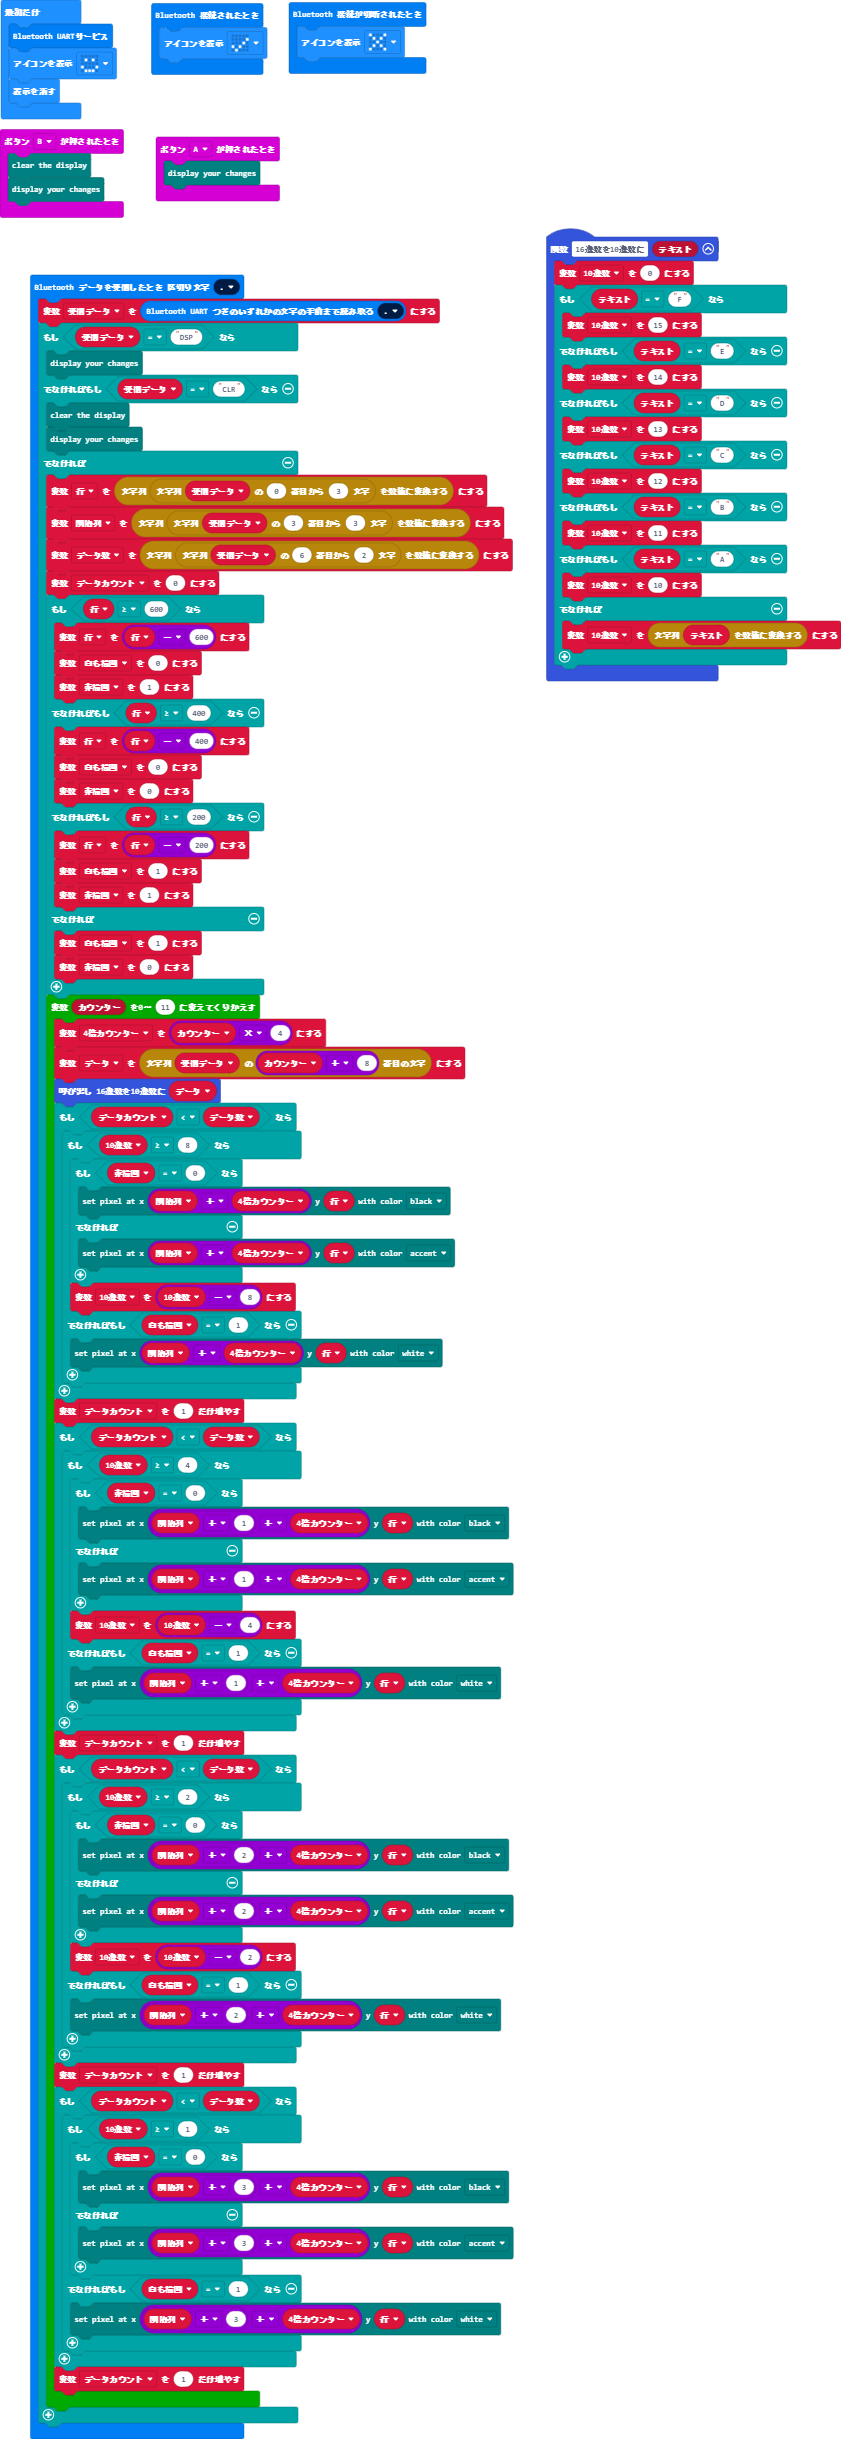 最初だけ
Bluetooth UARTサービス
アイコンを表示
表示を消す
Bluetooth 接続されたとき
アイコンを表示
Bluetooth 接続が切断されたとき
アイコンを表示
ボタン B が押されたとき
clear the display
display your changes
ボタン A が押されたとき
display your changes
関数 16進数を10進数に テキスト
変数 10進数 を 0 にする
もし テキスト = "F" なら
変数 10進数 を 15 にする
でなければもし テキスト = "E" なら
変数 10進数 を 14 にする
でなければもし テキスト = "D" なら
変数 10進数 を 13 にする
でなければもし テキスト = "C" なら
変数 10進数 を 12 にする
でなければもし テキスト = "B" なら
変数 10進数 を 11 にする
でなければもし テキスト = "A" なら
変数 10進数 を 10 にする
でなければ
変数 10進数 を 文字列 テキスト を数値に変換する にする
Bluetooth データを受信したとき 区切り文字 .
変数 受信データ を Bluetooth UART つぎのいずれかの文字の手前まで読み取る . にする
もし 受信データ = "DSP" なら
display your changes
でなければもし 受信データ = "CLR" なら
clear the display
display your changes
でなければ
変数 行 を 文字列 文字列 受信データ の 0 番目から 3 文字 を数値に変換する にする
変数 開始列 を 文字列 文字列 受信データ の 3 番目から 3 文字 を数値に変換する にする
変数 データ数 を 文字列 文字列 受信データ の 6 番目から 2 文字 を数値に変換する にする
変数 データカウント を 0 にする
もし 行 ≥ 600 なら
変数 行 を 行 - 600 にする
変数 白も描画 を 0 にする
変数 赤描画 を 1 にする
でなければもし 行 ≥ 400 なら
変数 行 を 行 - 400 にする
変数 白も描画 を 0 にする
変数 赤描画 を 0 にする
でなければもし 行 ≥ 200 なら
変数 行 を 行 - 200 にする
変数 白も描画 を 1 にする
変数 赤描画 を 1 にする
でなければ
変数 白も描画 を 1 にする
変数 赤描画 を 0 にする
変数 カウンター を0～ 11 に変えてくりかえす
変数 4倍カウンター を カウンター × 4 にする
変数 データ を 文字列 受信データ の カウンター + 8 番目の文字 にする
呼び出し 16進数を10進数に データ
もし データカウント < データ数 なら
もし 10進数 ≥ 8 なら
もし 赤描画 = 0 なら
set pixel at x 開始列 + 4倍カウンター y 行 with color black
でなければ
set pixel at x 開始列 + 4倍カウンター y 行 with color accent
変数 10進数 を 10進数 - 8 にする
でなければもし 白も描画 = 1 なら
set pixel at x 開始列 + 4倍カウンター y 行 with color white
変数 データカウント を 1 だけ増やす
もし データカウント < データ数 なら
もし 10進数 ≥ 4 なら
もし 赤描画 = 0 なら
set pixel at x 開始列 + 1 + 4倍カウンター y 行 with color black
でなければ
set pixel at x 開始列 + 1 + 4倍カウンター y 行 with color accent
変数 10進数 を 10進数 - 4 にする
でなければもし 白も描画 = 1 なら
set pixel at x 開始列 + 1 + 4倍カウンター y 行 with color white
変数 データカウント を 1 だけ増やす
もし データカウント < データ数 なら
もし 10進数 ≥ 2 なら
もし 赤描画 = 0 なら
set pixel at x 開始列 + 2 + 4倍カウンター y 行 with color black
でなければ
set pixel at x 開始列 + 2 + 4倍カウンター y 行 with color accent
変数 10進数 を 10進数 - 2 にする
でなければもし 白も描画 = 1 なら
set pixel at x 開始列 + 2 + 4倍カウンター y 行 with color white
変数 データカウント を 1 だけ増やす
もし データカウント < データ数 なら
もし 10進数 ≥ 1 なら
もし 赤描画 = 0 なら
set pixel at x 開始列 + 3 + 4倍カウンター y 行 with color black
でなければ
set pixel at x 開始列 + 3 + 4倍カウンター y 行 with color accent
でなければもし 白も描画 = 1 なら
set pixel at x 開始列 + 3 + 4倍カウンター y 行 with color white
変数 データカウント を 1 だけ増やす